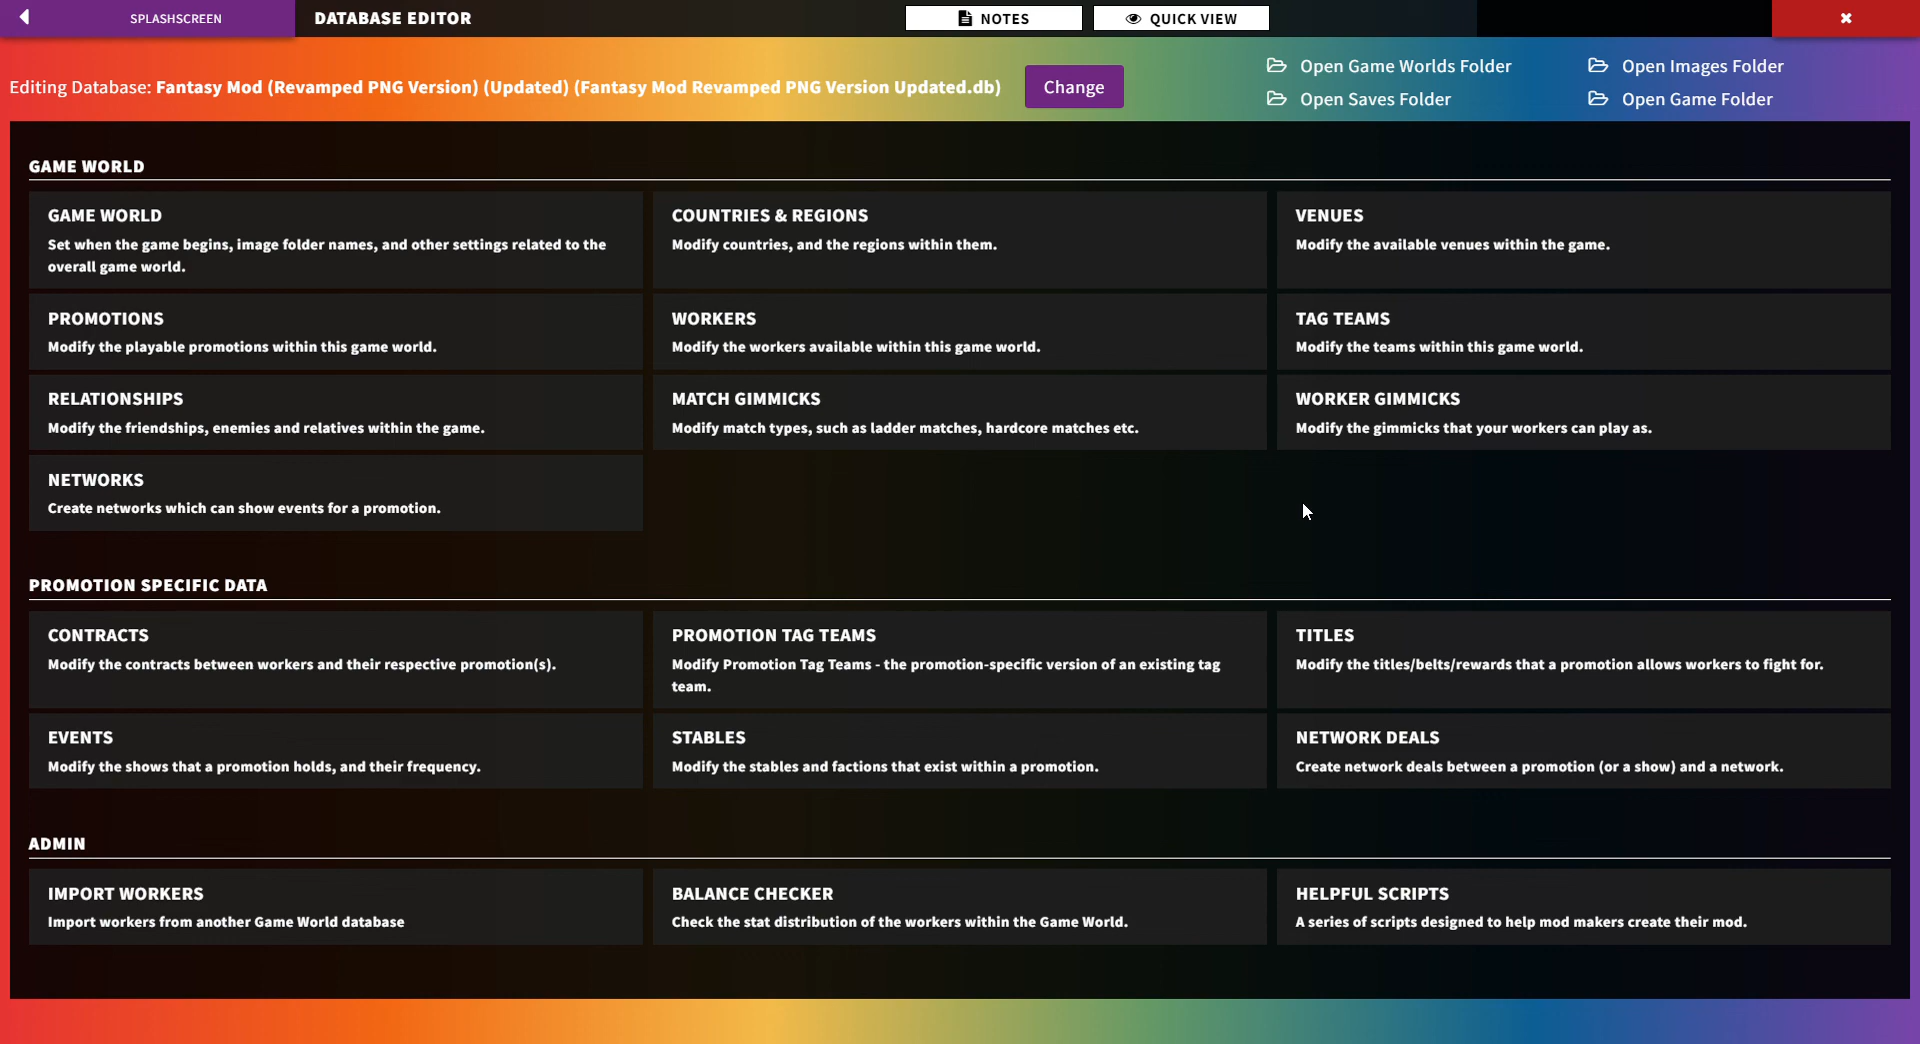 SPLASHSCREEN
DATABASE EDITOR
NOTES
QUICK VIEW
Editing Database: Fantasy Mod (Revamped PNG Version) (Updated) (Fantasy Mod Revamped PNG Version Updated.db)
Change
Open Game Worlds Folder
Open Images Folder
Open Saves Folder
Open Game Folder
GAME WORLD
GAME WORLD
Set when the game begins, image folder names, and other settings related to the
overall game world.
COUNTRIES & REGIONS
Modify countries, and the regions within them.
VENUES
Modify the available venues within the game.
PROMOTIONS
Modify the playable promotions within this game world.
WORKERS
Modify the workers available within this game world.
TAG TEAMS
Modify the teams within this game world.
RELATIONSHIPS
Modify the friendships, enemies and relatives within the game.
MATCH GIMMICKS
Modify match types, such as ladder matches, hardcore matches etc.
WORKER GIMMICKS
Modify the gimmicks that your workers can play as.
NETWORKS
Create networks which can show events for a promotion.
PROMOTION SPECIFIC DATA
CONTRACTS
Modify the contracts between workers and their respective promotion(s).
PROMOTION TAG TEAMS
Modify Promotion Tag Teams - the promotion-specific version of an existing tag
team.
TITLES
Modify the titles/belts/rewards that a promotion allows workers to fight for.
EVENTS
Modify the shows that a promotion holds, and their frequency.
STABLES
Modify the stables and factions that exist within a promotion.
NETWORK DEALS
Create network deals between a promotion (or a show) and a network.
ADMIN
IMPORT WORKERS
Import workers from another Game World database
BALANCE CHECKER
Check the stat distribution of the workers within the Game World.
HELPFUL SCRIPTS
A series of scripts designed to help mod makers create their mod.